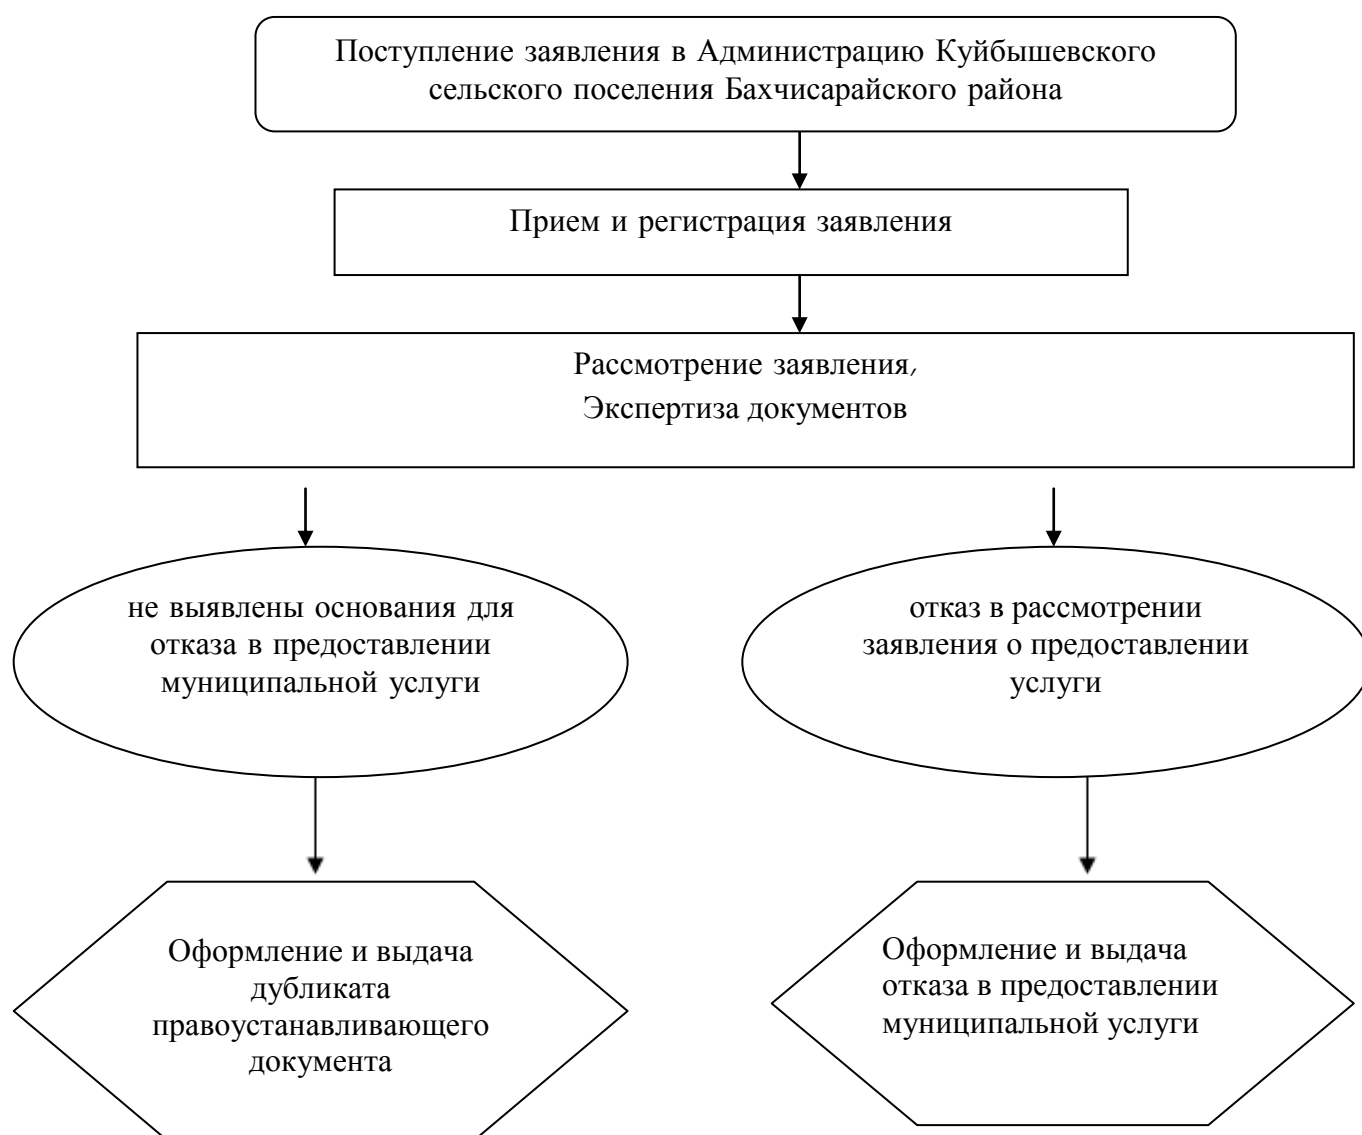 Поступление заявления в Администрацию Куйбышевского
сельского поселения Бахчисарайского района
Прием и регистрация заявления
Рассмотрение заявления,
Экспертиза документов
не выявлены основания для
отказа в предоставлении
муниципальной услуги
отказ в рассмотрении
заявления о предоставлении
услуги
Оформление и выдача
дубликата
правоустанавливающего
документа
Оформление и выдача
отказа в предоставлении
муниципальной услуги